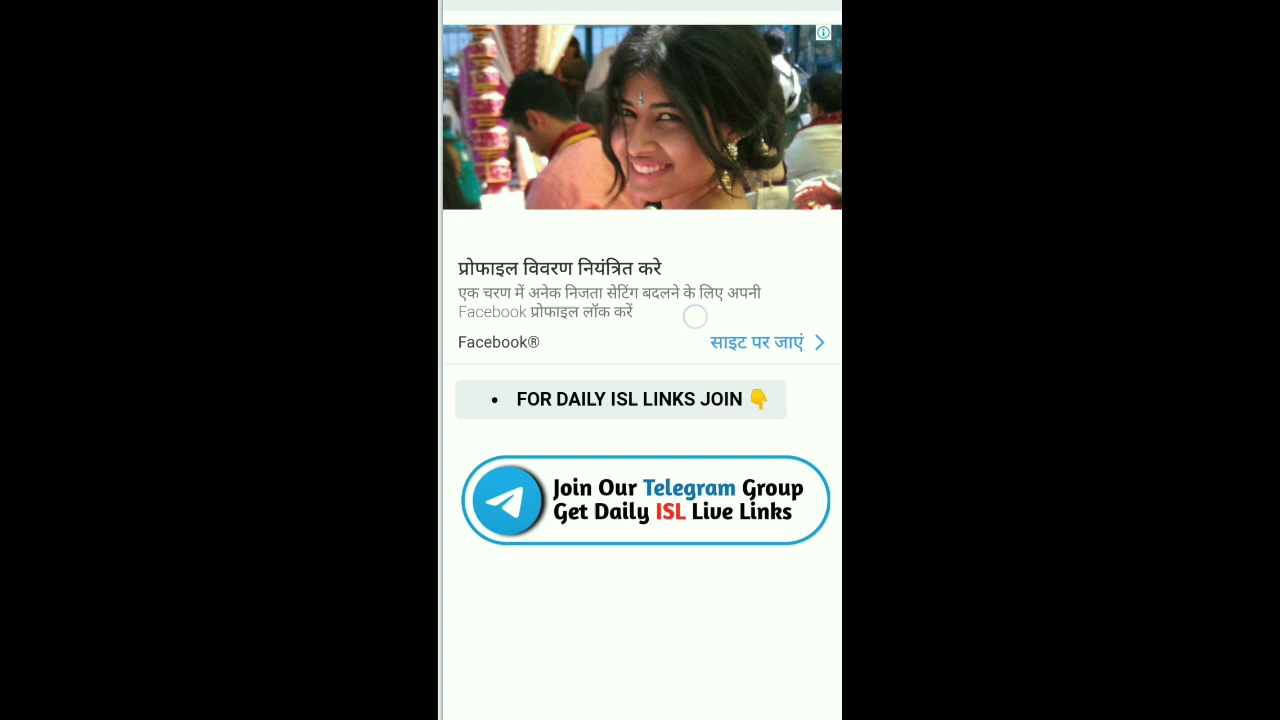 प्रोफाइल विवरण नियंत्रित करे
एक चरण में अनेक निजता सेटिंग बदलने के लिए अपनी
Facebook प्रोफाइल लॉक करें
Facebook®
साइट पर जाएं
• FOR DAILY ISL LINKS JOIN 👇
Join Our Telegram Group
Get Daily ISL Live Links